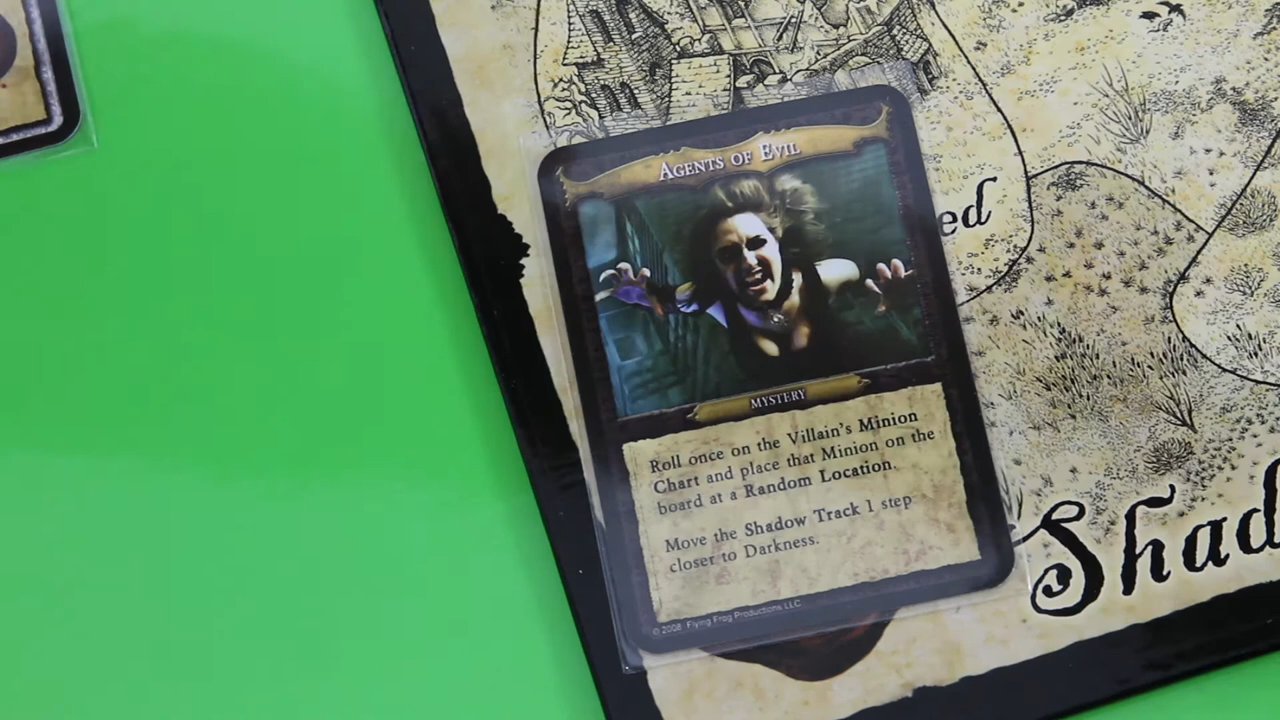 AGENTS OF EVIL
MYSTERY
Roll once on the Villain's Minion
Chart and place that Minion on the
board at a Random Location.
Move the Shadow Track 1 step
closer to Darkness.
© 2008 Flying Frog Productions LLC
ed
Shad